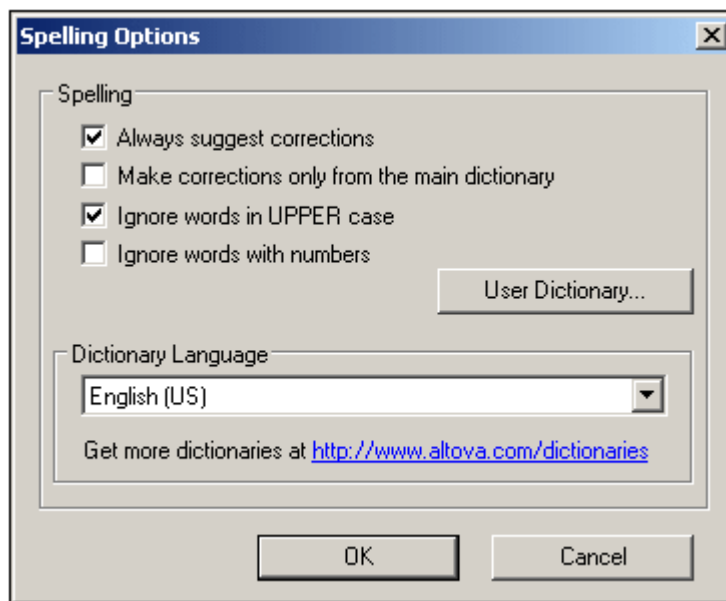 Spelling Options
Spelling
Always suggest corrections
Make corrections only from the main dictionary
Ignore words in UPPER case
Ignore words with numbers
User Dictionary...
Dictionary Language
English (US)
Get more dictionaries at http://www.altova.com/dictionaries
OK Cancel